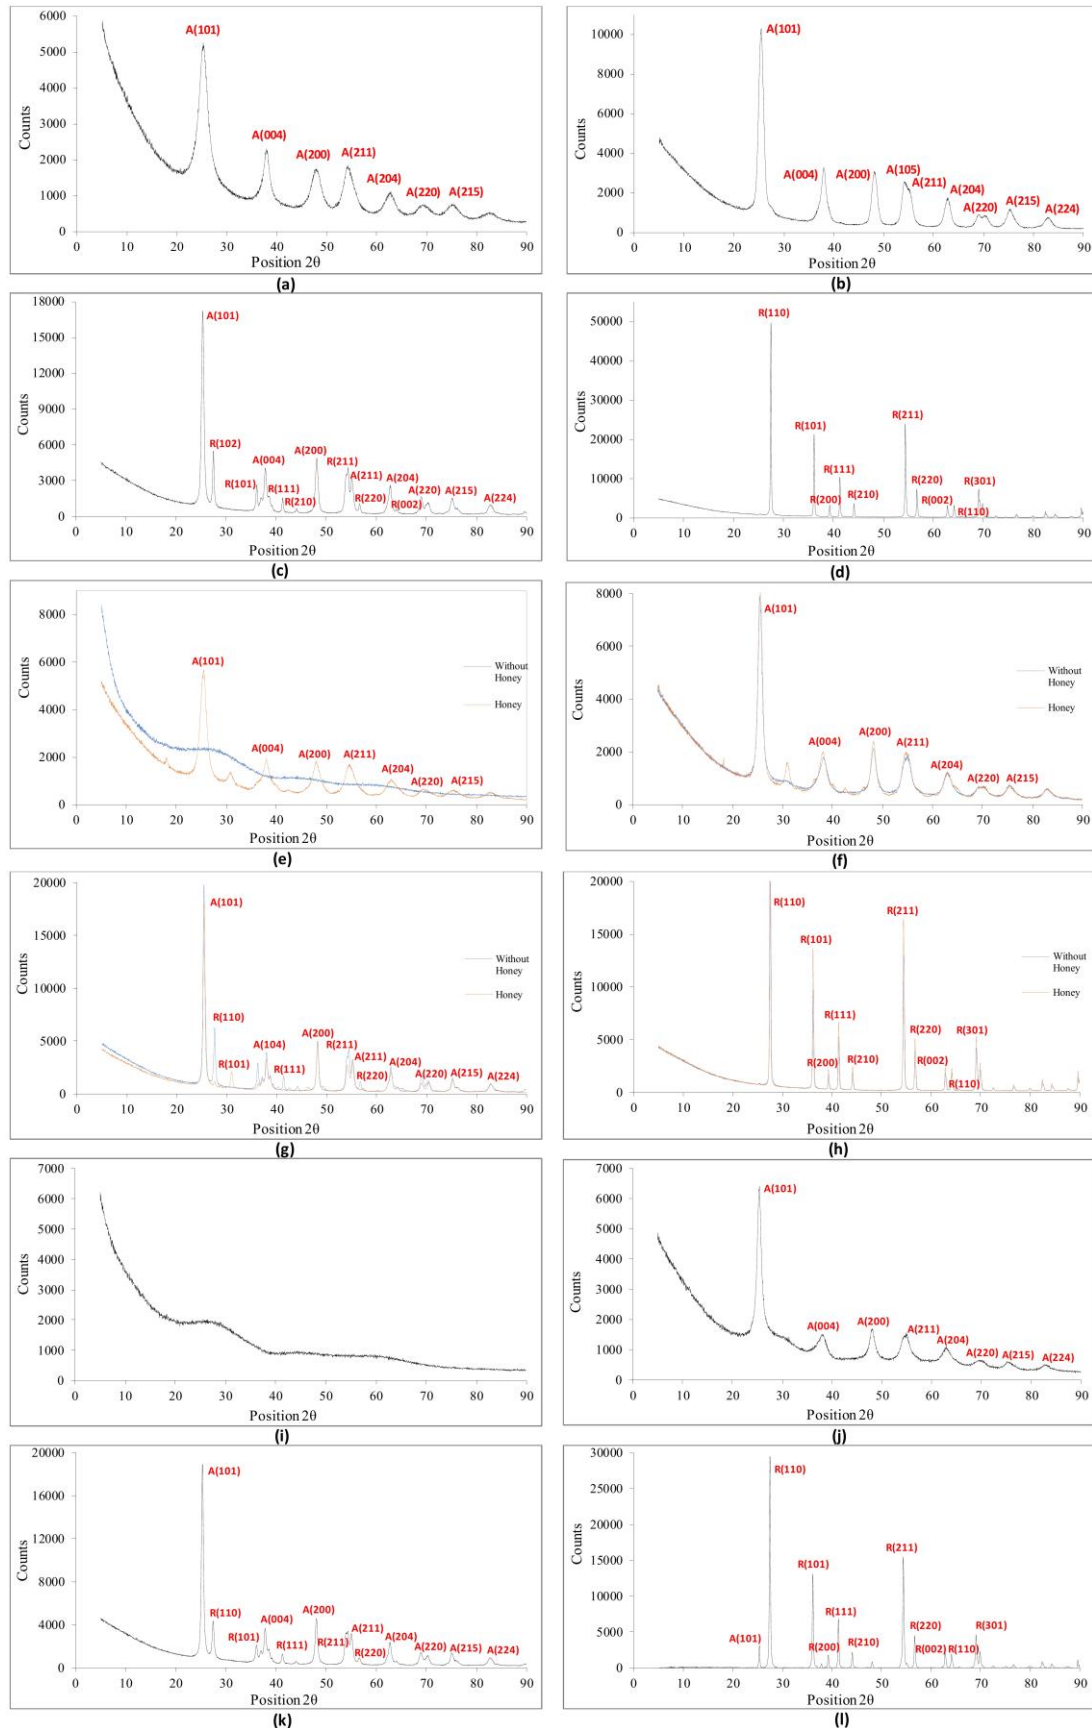 6000
5000
4000
3000
2000
1000
0
Counts
A(101)
A(004)
A(200)
A(211)
A(204)
A(220)
A(215)
0 10 20 30 40 50 60 70 80 90
Position 2θ
(a)
10000
8000
6000
4000
2000
0
Counts
A(101)
A(004)
A(200)
A(105)
A(211)
A(204)
A(220)
A(215)
A(224)
0 10 20 30 40 50 60 70 80 90
Position 2θ
(b)
18000
15000
12000
9000
6000
3000
0
Counts
A(101)
R(102)
R(101)
A(004)
R(111)
R(210)
A(200)
R(211)
A(211)
R(220)
A(204)
R(002)
A(220)
A(215)
A(224)
0 10 20 30 40 50 60 70 80 90
Position 2θ
(c)
50000
40000
30000
20000
10000
0
Counts
R(110)
R(101)
R(200)
R(111)
R(210)
R(211)
R(220)
R(002)
R(110)
R(301)
0 10 20 30 40 50 60 70 80 90
Position 2θ
(d)
8000
6000
4000
2000
0
Counts
A(101)
A(004)
A(200)
A(211)
A(204)
A(220)
A(215)
Without
Honey
Honey
0 10 20 30 40 50 60 70 80 90
Position 2θ
(e)
8000
6000
4000
2000
0
Counts
A(101)
A(004)
A(200)
A(211)
A(204)
A(220)
A(215)
Without
Honey
Honey
0 10 20 30 40 50 60 70 80 90
Position 2θ
(f)
20000
15000
10000
5000
0
Counts
A(101)
R(110)
R(101)
A(104)
R(111)
A(200)
R(211)
A(211)
R(220)
A(204)
A(220)
A(215)
A(224)
Without
Honey
Honey
0 10 20 30 40 50 60 70 80 90
Position 2θ
(g)
20000
15000
10000
5000
0
Counts
R(110)
R(101)
R(200)
R(111)
R(210)
R(211)
R(220)
R(002)
R(110)
R(301)
Without
Honey
Honey
0 10 20 30 40 50 60 70 80 90
Position 2θ
(h)
7000
6000
5000
4000
3000
2000
1000
0
Counts
0 10 20 30 40 50 60 70 80 90
Position 2θ
(i)
7000
6000
5000
4000
3000
2000
1000
0
Counts
A(101)
A(004)
A(200)
A(211)
A(204)
A(220)
A(215)
A(224)
0 10 20 30 40 50 60 70 80 90
Position 2θ
(j)
20000
16000
12000
8000
4000
0
Counts
A(101)
R(110)
R(101)
A(004)
R(111)
A(200)
R(211)
A(211)
R(220)
A(204)
A(220)
A(215)
A(224)
0 10 20 30 40 50 60 70 80 90
Position 2θ
(k)
30000
25000
20000
15000
10000
5000
0
Counts
A(101)
R(110)
R(101)
R(200)
R(111)
R(210)
R(211)
R(220)
R(002)
R(110)
R(301)
0 10 20 30 40 50 60 70 80 90
Position 2θ
(l)